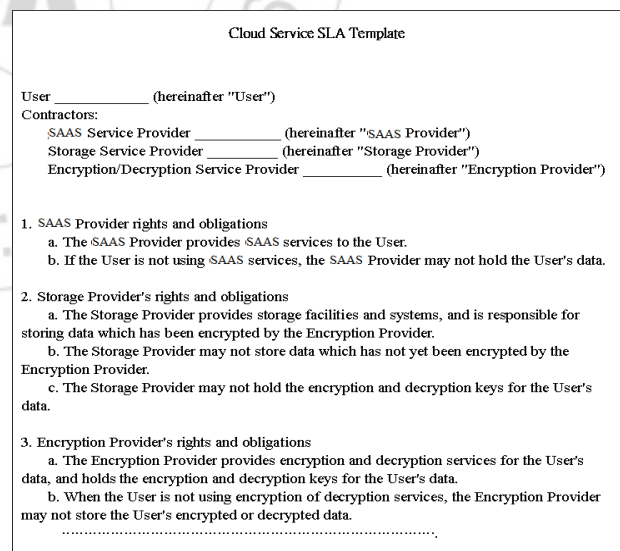 Cloud Service SLA Template
User _____________ (hereinafter "User")
Contractors:
SAAS Service Provider ____________ (hereinafter "SAAS Provider")
Storage Service Provider __________ (hereinafter "Storage Provider")
Encryption/Decryption Service Provider ___________ (hereinafter "Encryption Provider")
1. SAAS Provider rights and obligations
a. The SAAS Provider provides SAAS services to the User.
b. If the User is not using SAAS services, the SAAS Provider may not hold the User's data.
2. Storage Provider's rights and obligations
a. The Storage Provider provides storage facilities and systems, and is responsible for
storing data which has been encrypted by the Encryption Provider.
b. The Storage Provider may not store data which has not yet been encrypted by the
Encryption Provider.
c. The Storage Provider may not hold the encryption and decryption keys for the User's
data.
3. Encryption Provider's rights and obligations
a. The Encryption Provider provides encryption and decryption services for the User's
data, and holds the encryption and decryption keys for the User's data.
b. When the User is not using encryption of decryption services, the Encryption Provider
may not store the User's encrypted or decrypted data.
................................................................................